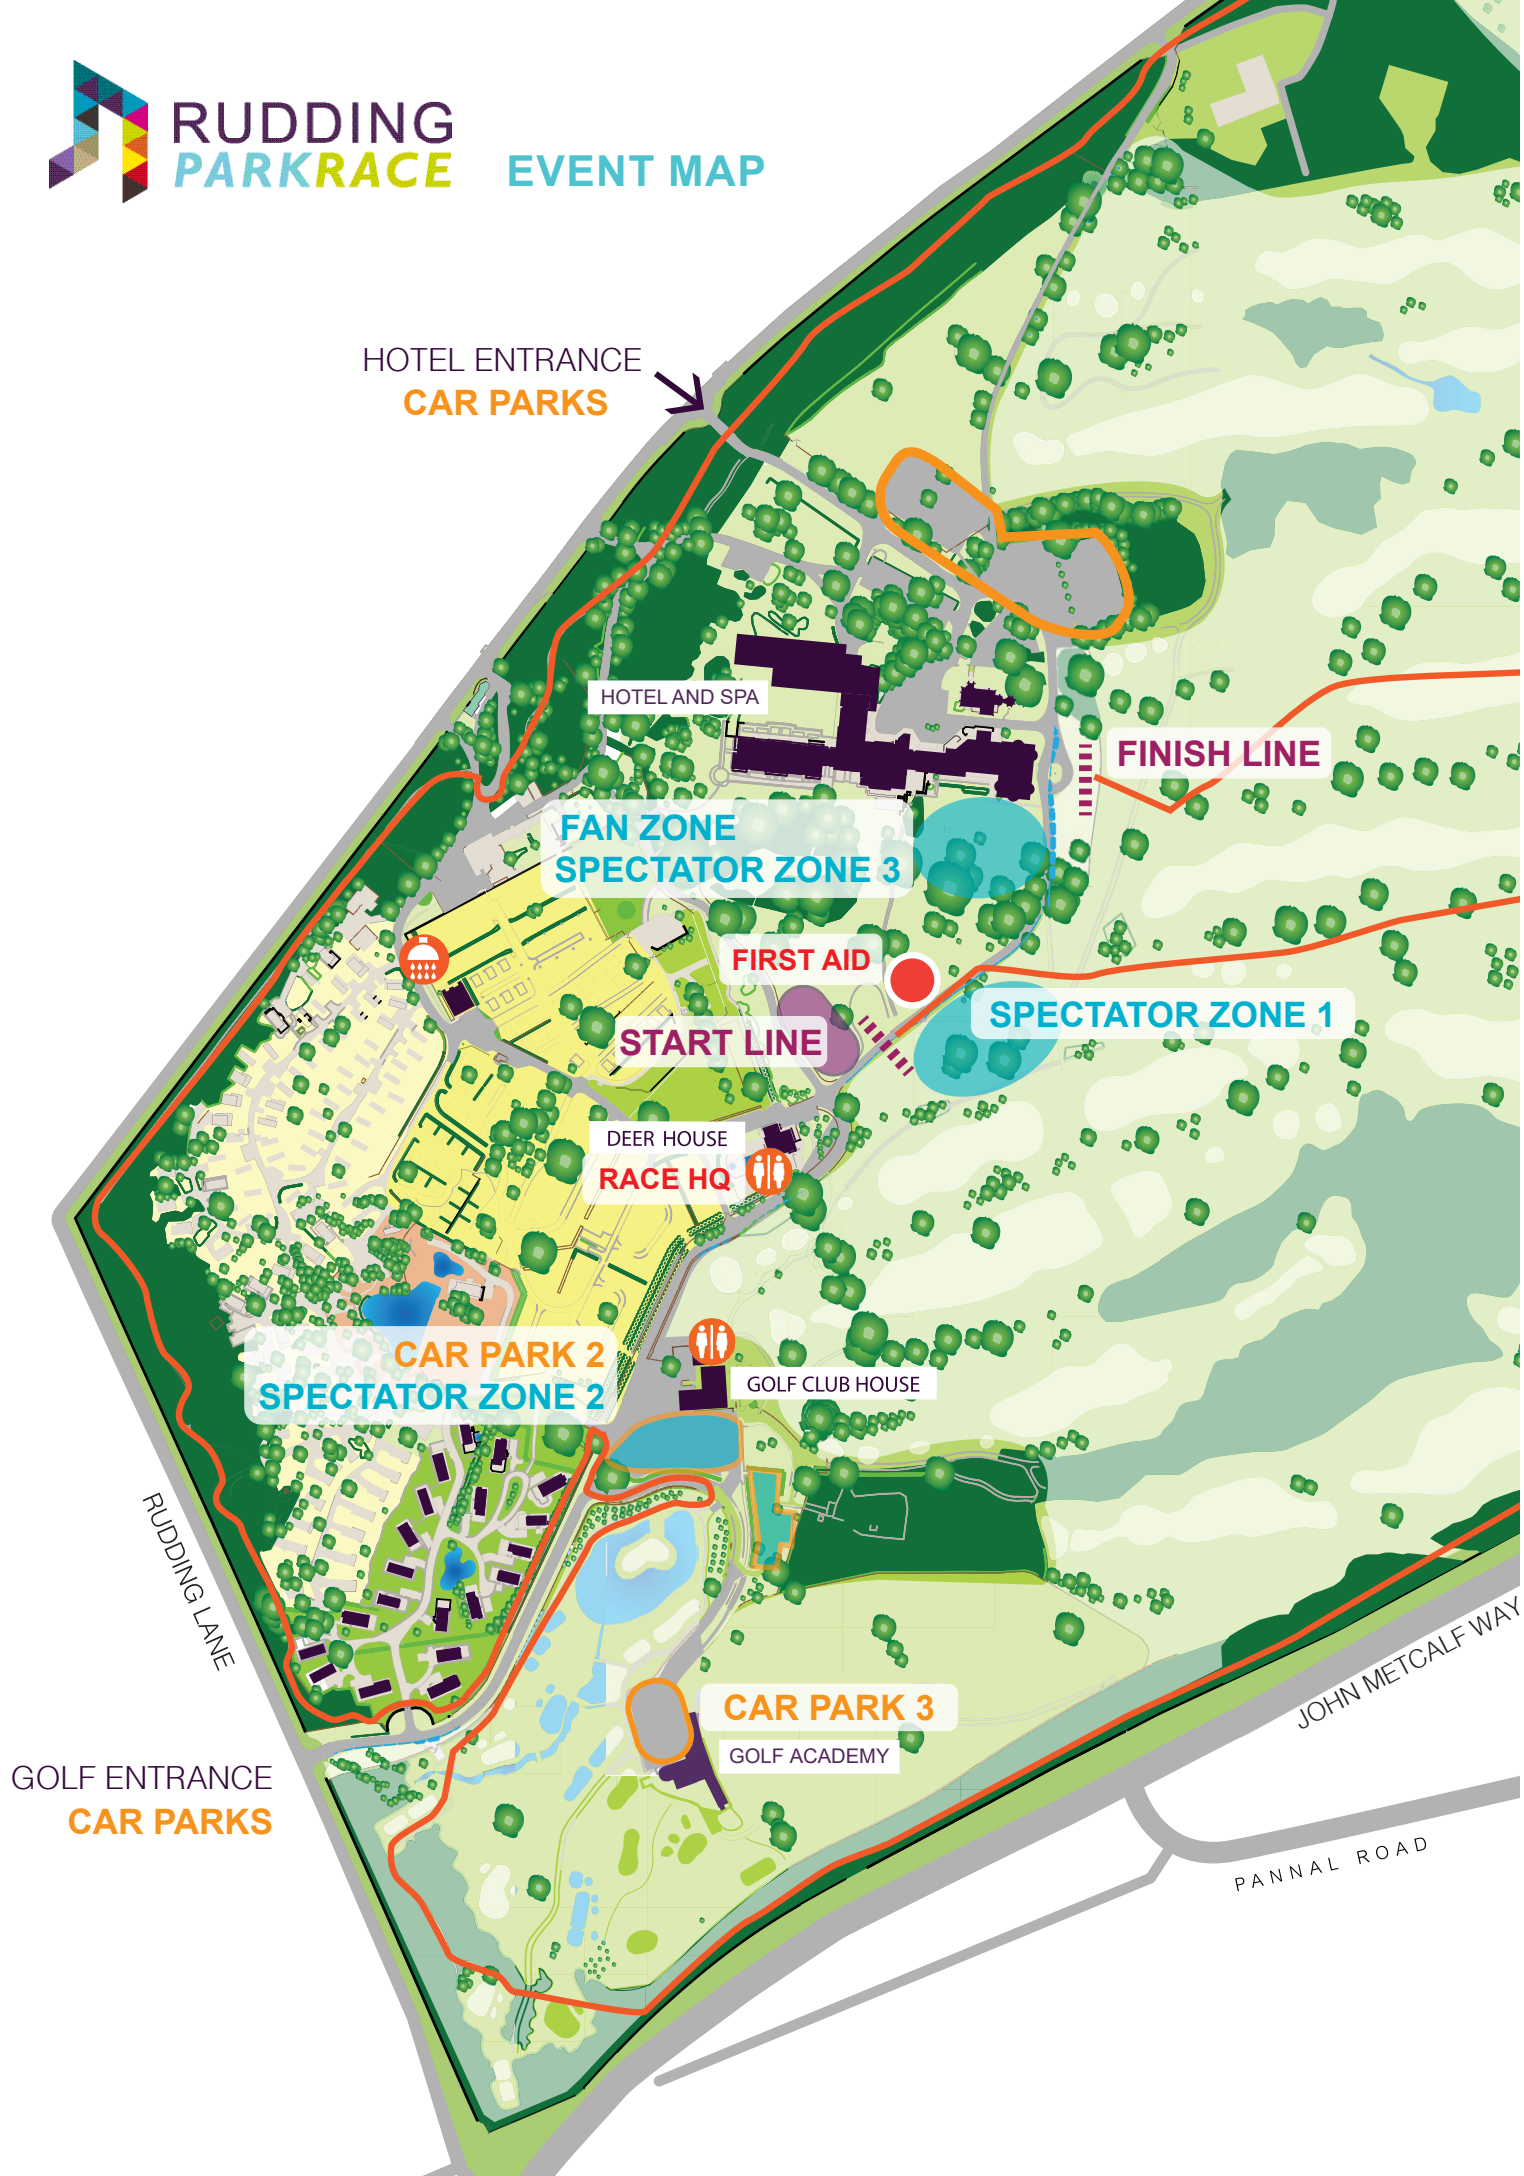 RUDDING
PARKRACE
EVENT MAP
HOTEL ENTRANCE
CAR PARKS
HOTEL AND SPA
FINISH LINE
FAN ZONE
SPECTATOR ZONE 3
FIRST AID
SPECTATOR ZONE 1
START LINE
DEER HOUSE
RACE HQ
CAR PARK 2
SPECTATOR ZONE 2
GOLF CLUB HOUSE
RUDDING LANE
JOHN METCALF WAY
CAR PARK 3
GOLF ACADEMY
GOLF ENTRANCE
CAR PARKS
PANNAL ROAD